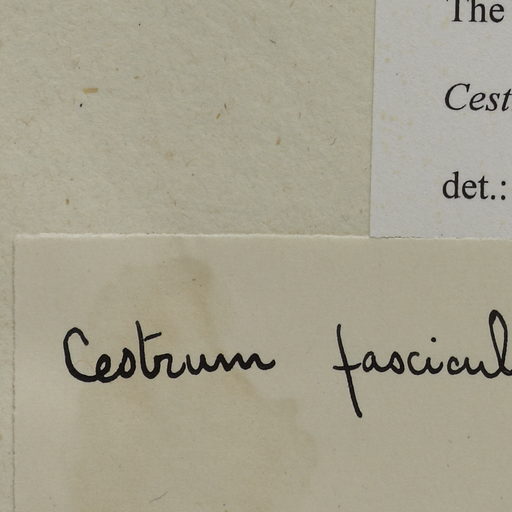 The
Cest
det.:
Cestrum fascicul